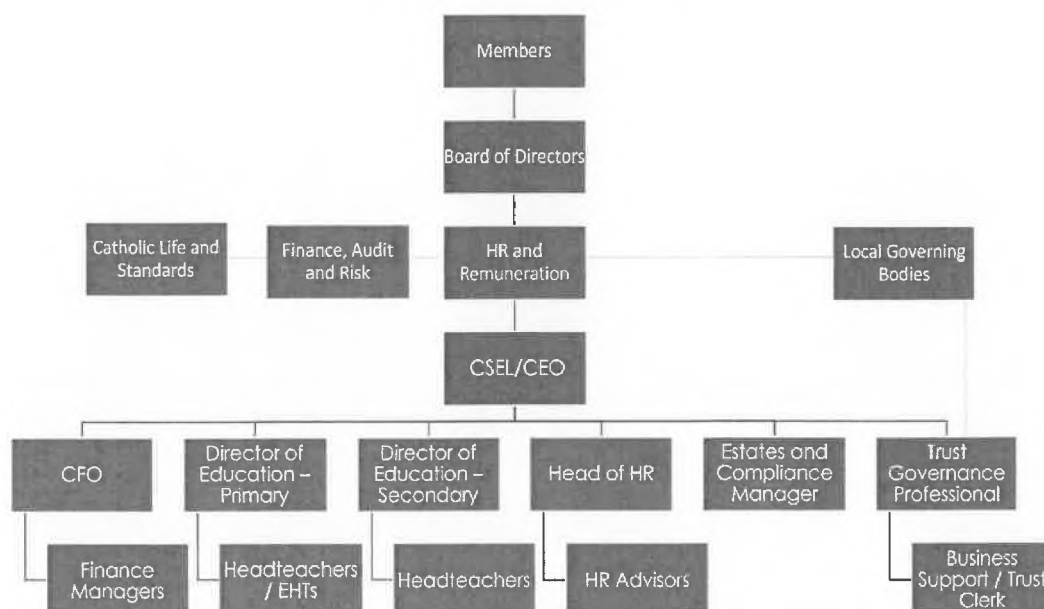 Members
Board of Directors
Catholic Life and
Standards
Finance, Audit
and Risk
HR and
Remuneration
Local Governing
Bodies
CSEL/CEO
CFO
Director of
Education –
Primary
Director of
Education –
Secondary
Head of HR
Estates and
Compliance
Manager
Trust
Governance
Professional
Finance
Managers
Headteachers
/ EHTs
Headteachers
HR Advisors
Business
Support / Trust
Clerk